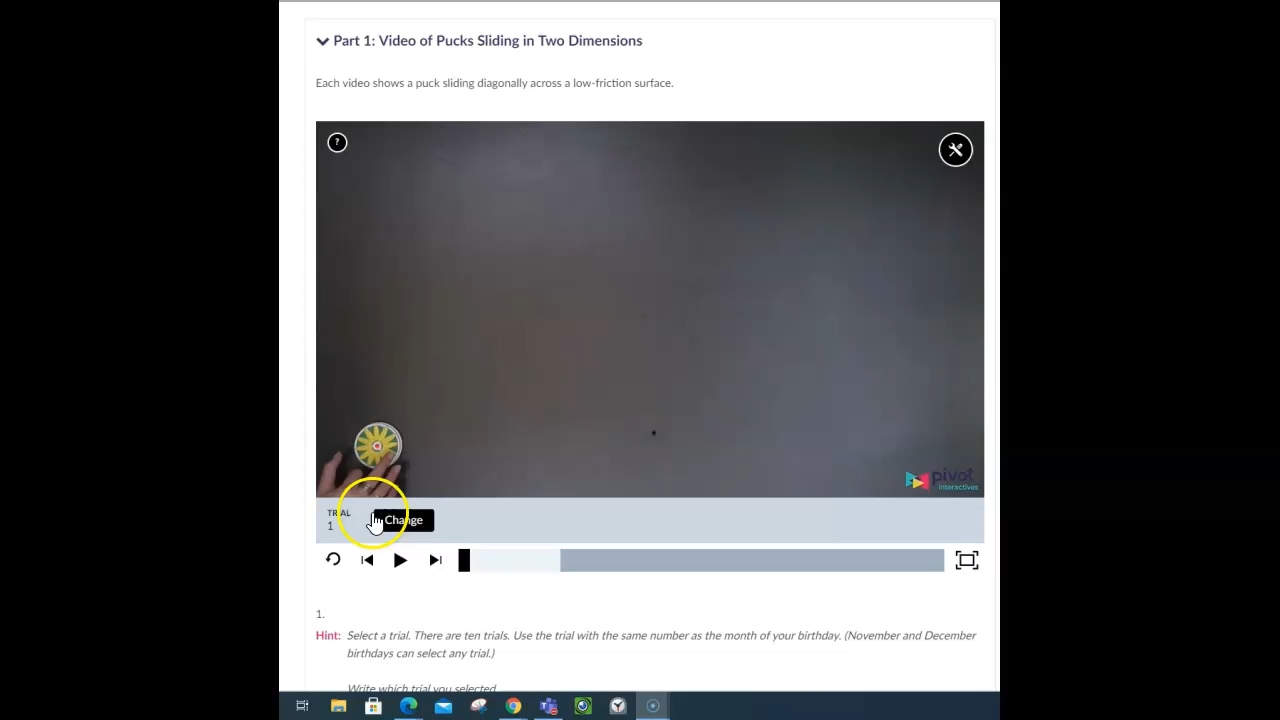 Part 1: Video of Pucks Sliding in Two Dimensions
Each video shows a puck sliding diagonally across a low-friction surface.
?
pivot
interactives
TRIAL
1
Change
1.
Hint: Select a trial. There are ten trials. Use the trial with the same number as the month of your birthday. (November and December
birthdays can select any trial.)
Write which trial you selected